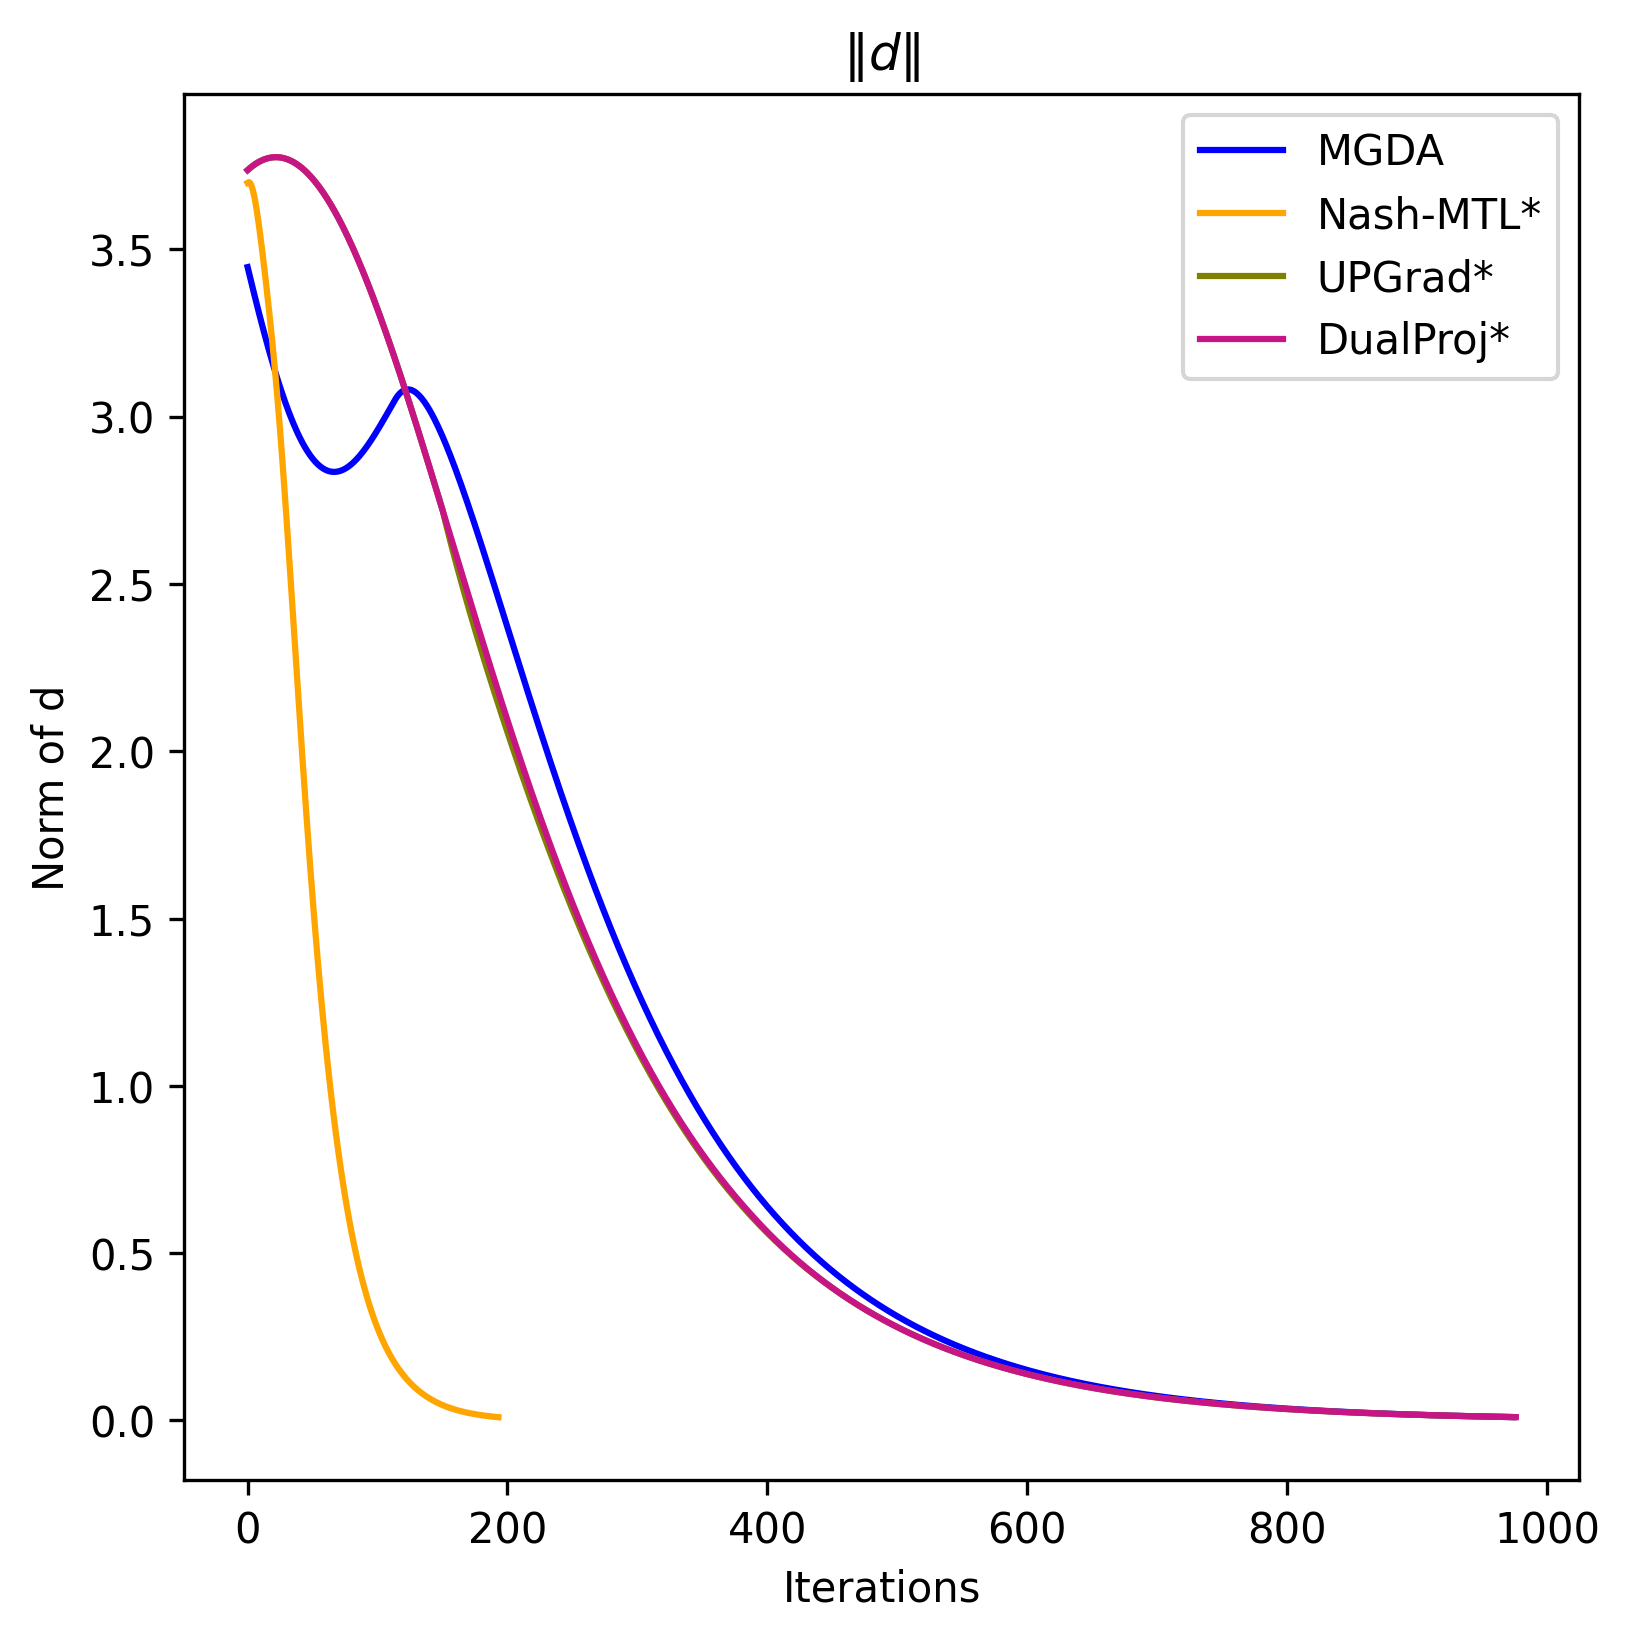 ‖d‖
MGDA
Nash-MTL*
UPGrad*
DualProj*
Norm of d
3.5
3.0
2.5
2.0
1.5
1.0
0.5
0.0
0 200 400 600 800 1000
Iterations